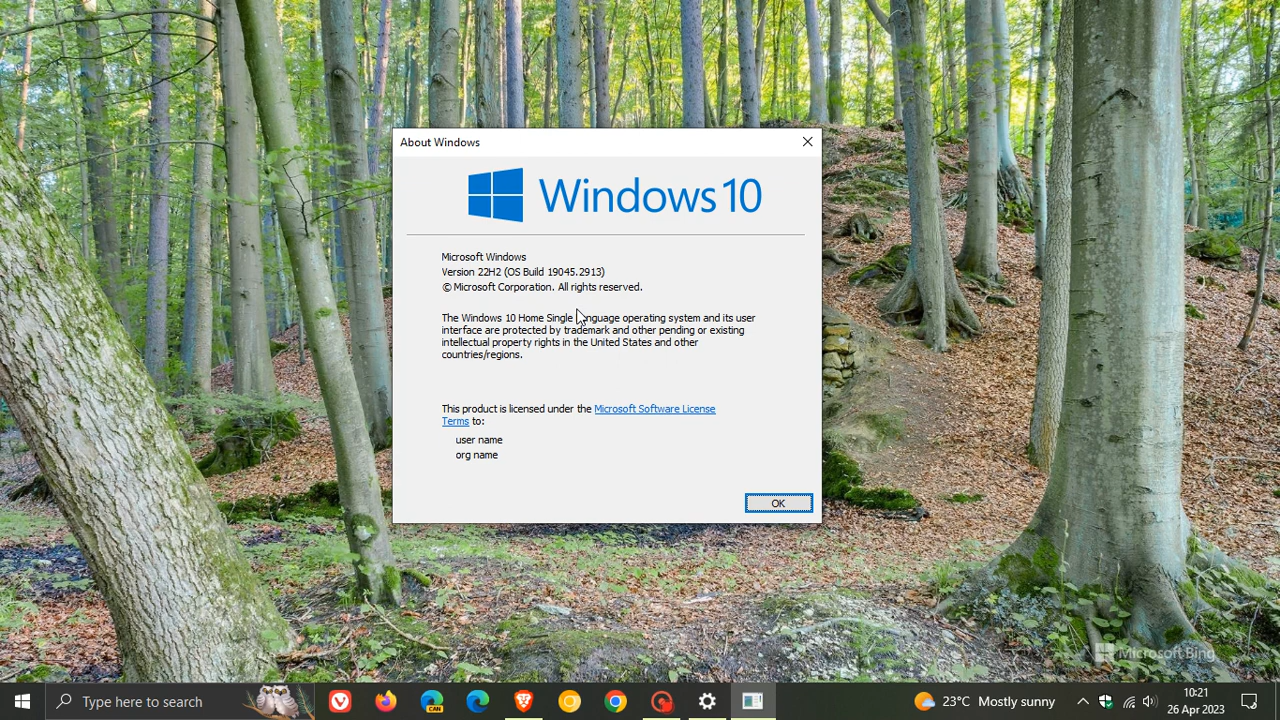 About Windows
Windows 10
Microsoft Windows
Version 22H2 (OS Build 19045.2913)
© Microsoft Corporation. All rights reserved.
The Windows 10 Home Single Language operating system and its user
interface are protected by trademark and other pending or existing
intellectual property rights in the United States and other
countries/regions.
This product is licensed under the Microsoft Software License
Terms to:
user name
org name
OK
Microsoft Bing
Type here to search
CAN
23°C Mostly sunny
10:21
26 Apr 2023